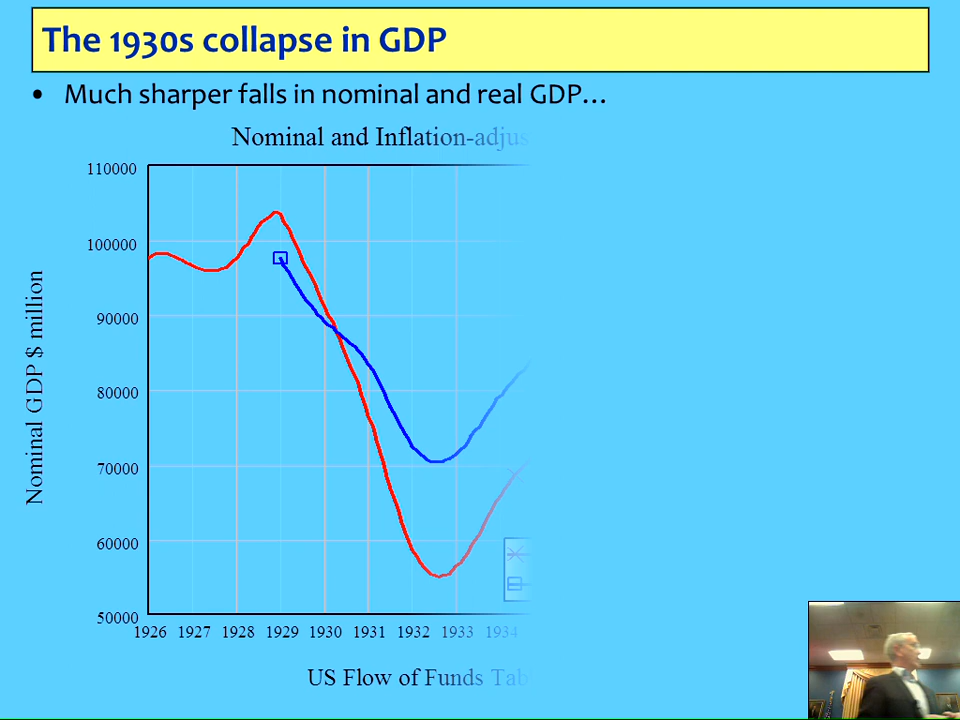 The 1930s collapse in GDP
• Much sharper falls in nominal and real GDP…
Nominal and Inflation-adjus
110000
100000
90000
80000
70000
60000
50000
Nominal GDP $ million
1926 1927 1928 1929 1930 1931 1932 1933 1934
US Flow of Funds Tab